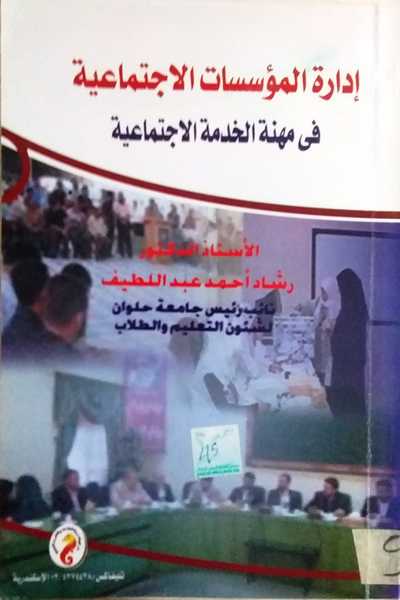 إدارة المؤسسات الاجتماعية
فى مهنة الخدمة الاجتماعية
الأستاذ الدكتور
رشاد أحمد عبد اللطيف
نائب رئيس جامعة حلوان
لشئون التعليم والطلاب
الإسكندرية